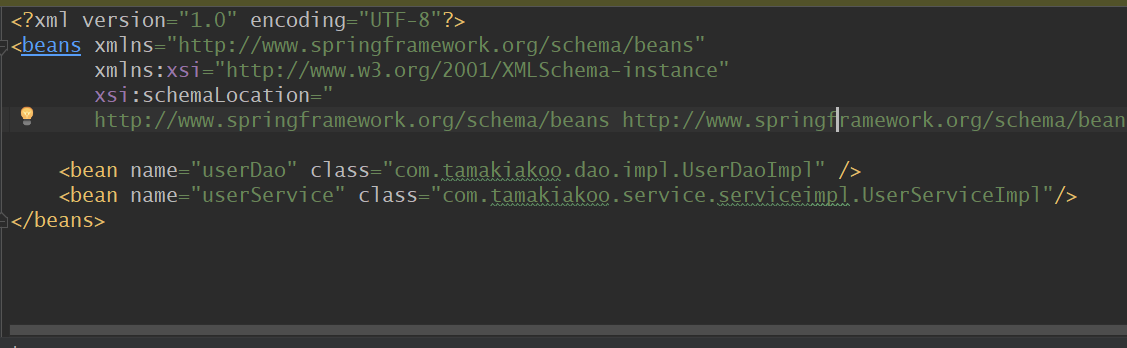 <?xml version="1.0" encoding="UTF-8"?>
<beans xmlns="http://www.springframework.org/schema/beans"
xmlns:xsi="http://www.w3.org/2001/XMLSchema-instance"
xsi:schemaLocation="
http://www.springframework.org/schema/beans http://www.springframework.org/schema/bean
<bean name="userDao" class="com.tamakiakoo.dao.impl.UserDaoImpl" />
<bean name="userService" class="com.tamakiakoo.service.serviceimpl.UserServiceImpl"/>
</beans>